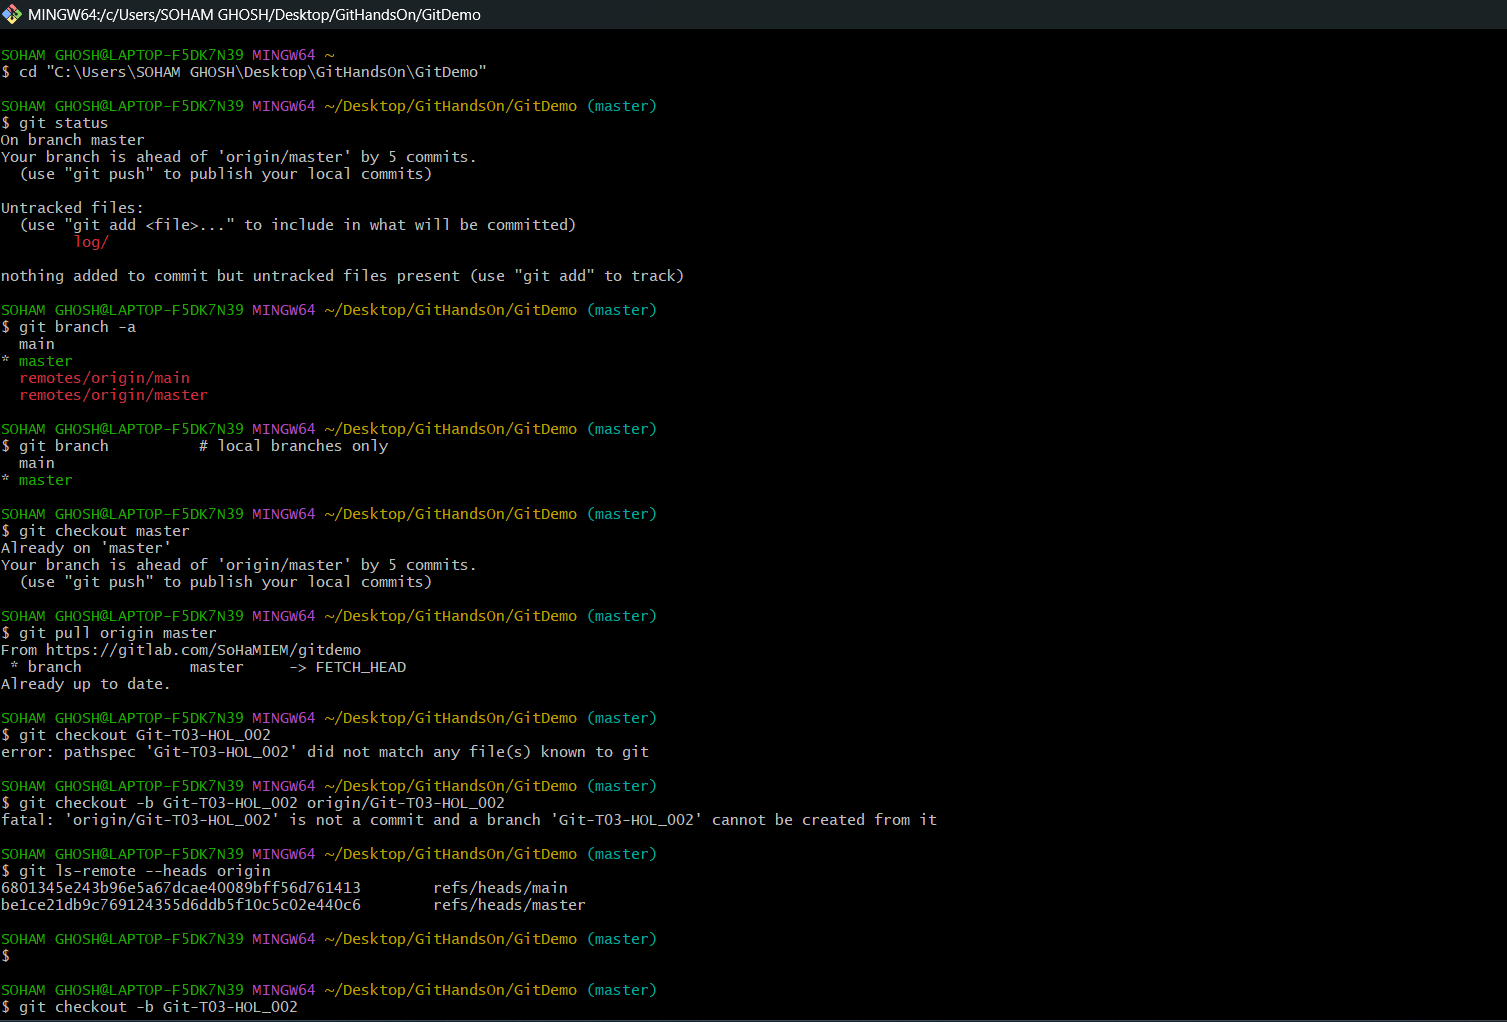 MINGW64:/c/Users/SOHAM GHOSH/Desktop/GitHandsOn/GitDemo
SOHAM GHOSH@LAPTOP-F5DK7N39 MINGW64 ~
$ cd "C:\Users\SOHAM GHOSH\Desktop\GitHandsOn\GitDemo"
SOHAM GHOSH@LAPTOP-F5DK7N39 MINGW64 ~/Desktop/GitHandsOn/GitDemo (master)
$ git status
On branch master
Your branch is ahead of 'origin/master' by 5 commits.
  (use "git push" to publish your local commits)
Untracked files:
  (use "git add <file>..." to include in what will be committed)
        log/
nothing added to commit but untracked files present (use "git add" to track)
SOHAM GHOSH@LAPTOP-F5DK7N39 MINGW64 ~/Desktop/GitHandsOn/GitDemo (master)
$ git branch -a
  main
* master
  remotes/origin/main
  remotes/origin/master
SOHAM GHOSH@LAPTOP-F5DK7N39 MINGW64 ~/Desktop/GitHandsOn/GitDemo (master)
$ git branch          # local branches only
  main
* master
SOHAM GHOSH@LAPTOP-F5DK7N39 MINGW64 ~/Desktop/GitHandsOn/GitDemo (master)
$ git checkout master
Already on 'master'
Your branch is ahead of 'origin/master' by 5 commits.
  (use "git push" to publish your local commits)
SOHAM GHOSH@LAPTOP-F5DK7N39 MINGW64 ~/Desktop/GitHandsOn/GitDemo (master)
$ git pull origin master
From https://gitlab.com/SoHaMIEM/gitdemo
 * branch            master     -> FETCH_HEAD
Already up to date.
SOHAM GHOSH@LAPTOP-F5DK7N39 MINGW64 ~/Desktop/GitHandsOn/GitDemo (master)
$ git checkout Git-T03-HOL_002
error: pathspec 'Git-T03-HOL_002' did not match any file(s) known to git
SOHAM GHOSH@LAPTOP-F5DK7N39 MINGW64 ~/Desktop/GitHandsOn/GitDemo (master)
$ git checkout -b Git-T03-HOL_002 origin/Git-T03-HOL_002
fatal: 'origin/Git-T03-HOL_002' is not a commit and a branch 'Git-T03-HOL_002' cannot be created from it
SOHAM GHOSH@LAPTOP-F5DK7N39 MINGW64 ~/Desktop/GitHandsOn/GitDemo (master)
$ git ls-remote --heads origin
6801345e243b96e5a67dcae40089bff56d761413        refs/heads/main
be1ce21db9c769124355d6ddb5f10c5c02e440c6        refs/heads/master
SOHAM GHOSH@LAPTOP-F5DK7N39 MINGW64 ~/Desktop/GitHandsOn/GitDemo (master)
$
SOHAM GHOSH@LAPTOP-F5DK7N39 MINGW64 ~/Desktop/GitHandsOn/GitDemo (master)
$ git checkout -b Git-T03-HOL_002